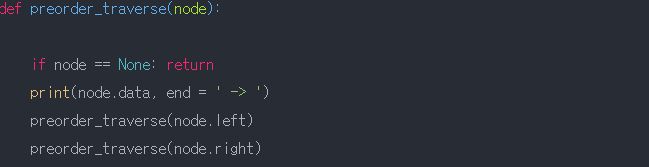 def preorder_traverse(node):
if node == None: return
print(node.data, end = ' -> ')
preorder_traverse(node.left)
preorder_traverse(node.right)